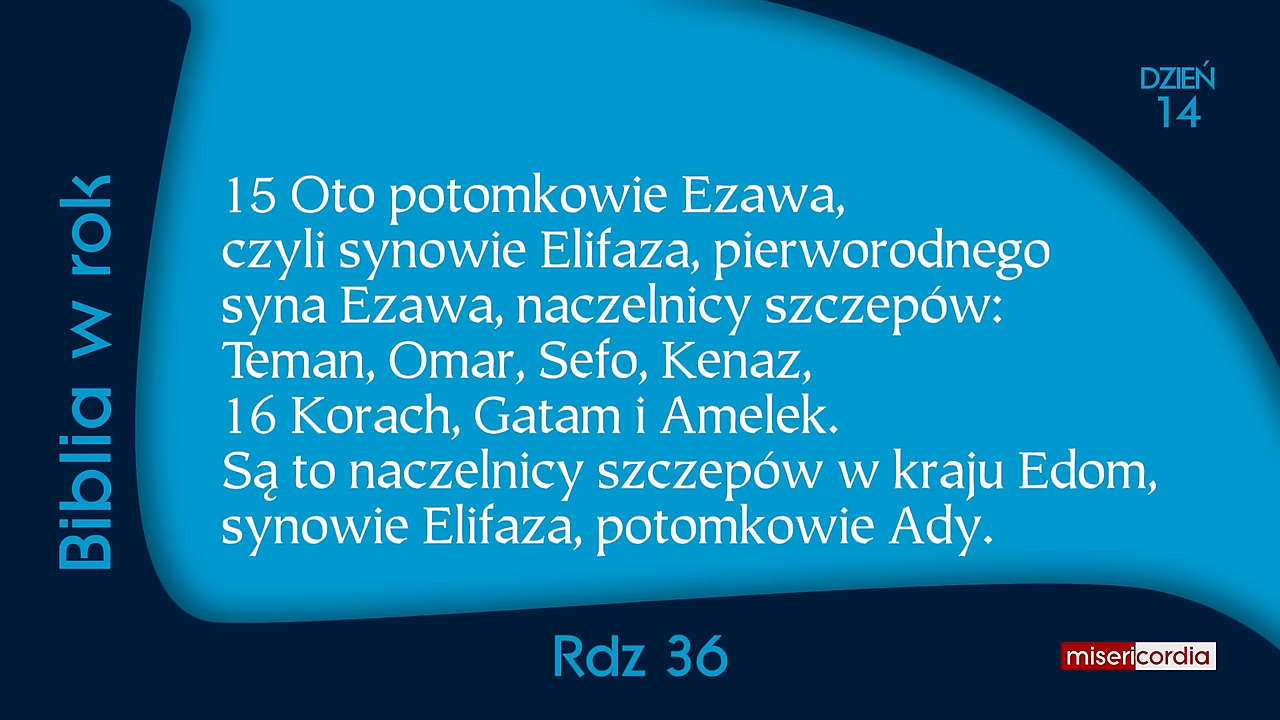 DZIEŃ
14
Biblia w rok
15 Oto potomkowie Ezawa,
czyli synowie Elifaza, pierworodnego
syna Ezawa, naczelnicy szczepów:
Teman, Omar, Sefo, Kenaz,
16 Korach, Gatam i Amelek.
Są to naczelnicy szczepów w kraju Edom,
synowie Elifaza, potomkowie Ady.
Rdz 36
misericordia